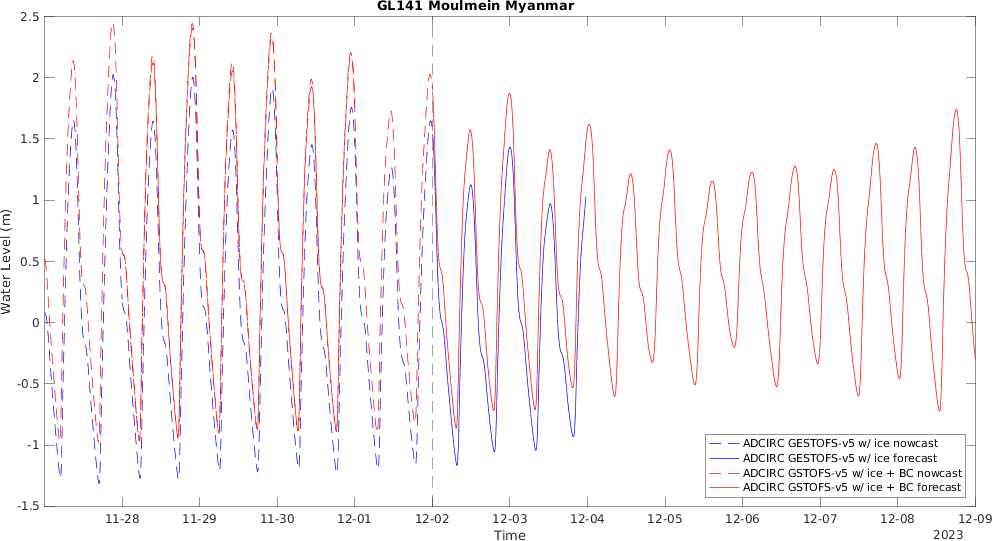 GL141 Moulmein Myanmar
Water Level (m)
2.5
2
1.5
1
0.5
0
-0.5
-1
-1.5
ADCIRC GESTOFS-v5 w/ ice nowcast
ADCIRC GESTOFS-v5 w/ ice forecast
ADCIRC GSTOFS-v5 w/ ice + BC nowcast
ADCIRC GSTOFS-v5 w/ ice + BC forecast
11-28 11-29 11-30 12-01 12-02 12-03 12-04 12-05 12-06 12-07 12-08 12-09
Time
2023